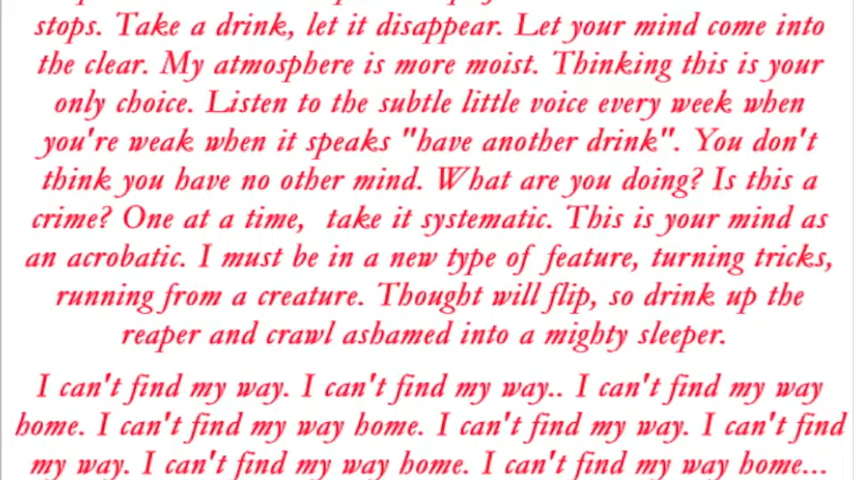 stops. Take a drink, let it disappear. Let your mind come into
the clear. My atmosphere is more moist. Thinking this is your
only choice. Listen to the subtle little voice every week when
you're weak when it speaks "have another drink". You don't
think you have no other mind. What are you doing? Is this a
crime? One at a time,  take it systematic. This is your mind as
an acrobatic. I must be in a new type of feature, turning tricks,
running from a creature. Thought will flip, so drink up the
reaper and crawl ashamed into a mighty sleeper.
I can't find my way. I can't find my way.. I can't find my way
home. I can't find my way home. I can't find my way. I can't find
my way. I can't find my way home. I can't find my way home...